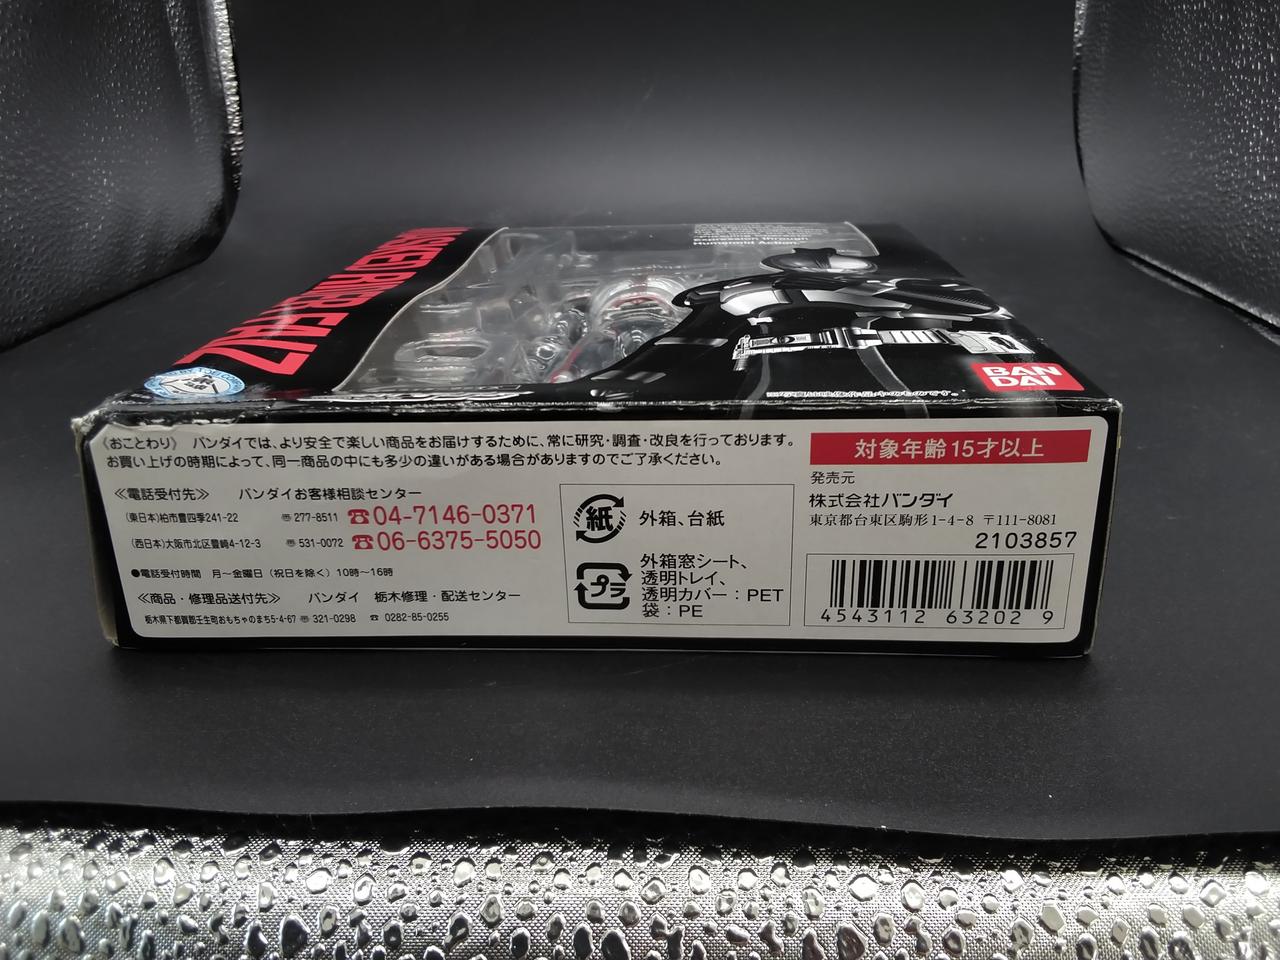 Expression through
Humanoid Action.
MASKED RIDER FAIZ
BAN
DAI
《おことわり》 バンダイでは、より安全で楽しい商品をお届けするために、常に研究・調査・改良を行っております。
お買い上げの時期によって、同一商品の中にも多少の違いがある場合がありますのでご了承ください。
《電話受付先》 バンダイお客様相談センター
(東日本)柏市豊四季241-22 〠277-8511 ☎04-7146-0371
(西日本)大阪市北区豊崎4-12-3 〠531-0072 ☎06-6375-5050
●電話受付時間 月～金曜日(祝日を除く)10時～16時
《商品・修理品送付先》 バンダイ 栃木修理・配送センター
栃木県下都賀郡壬生町おもちゃのまち5-4-67 〠321-0298 ☎0282-85-0255
紙
外箱、台紙
プラ
外箱窓シート、
透明トレイ、
透明カバー:PET
袋:PE
対象年齢15才以上
発売元
株式会社バンダイ
東京都台東区駒形1-4-8 〒111-8081
2103857
4543112 63202 9